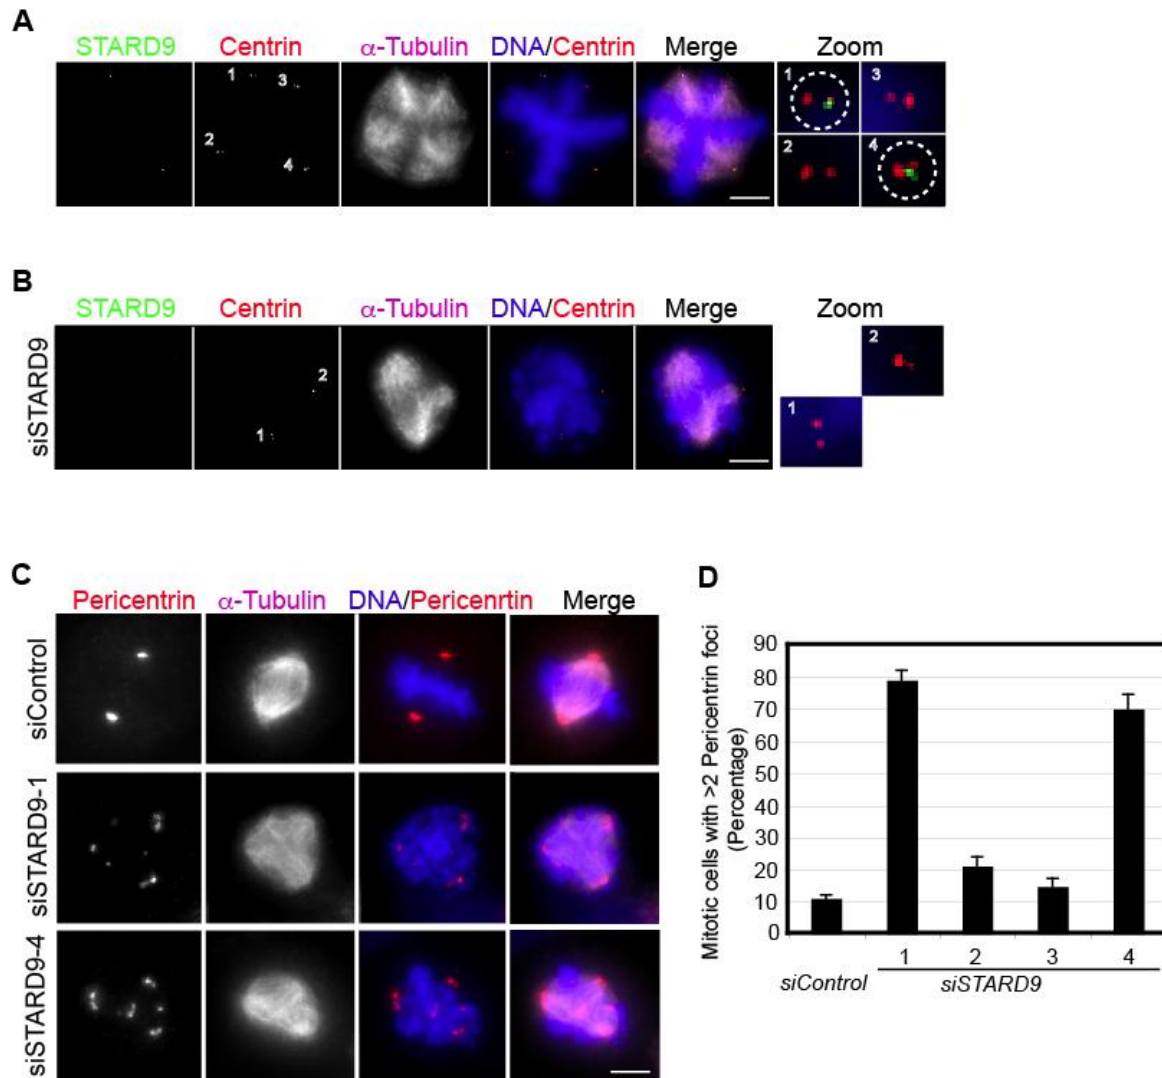 A
STARD9 Centrin α-Tubulin DNA/Centrin Merge Zoom
1 3 1 3
2 4 2 4
B
STARD9 Centrin α-Tubulin DNA/Centrin Merge Zoom
siSTARD9
2 2
1 1
C
Pericentrin α-Tubulin DNA/Pericenrtin Merge
siControl
siSTARD9-1
siSTARD9-4
D
Mitotic cells with >2 Pericentrin foci
(Percentage)
90
80
70
60
50
40
30
20
10
0
1 2 3 4
siControl siSTARD9